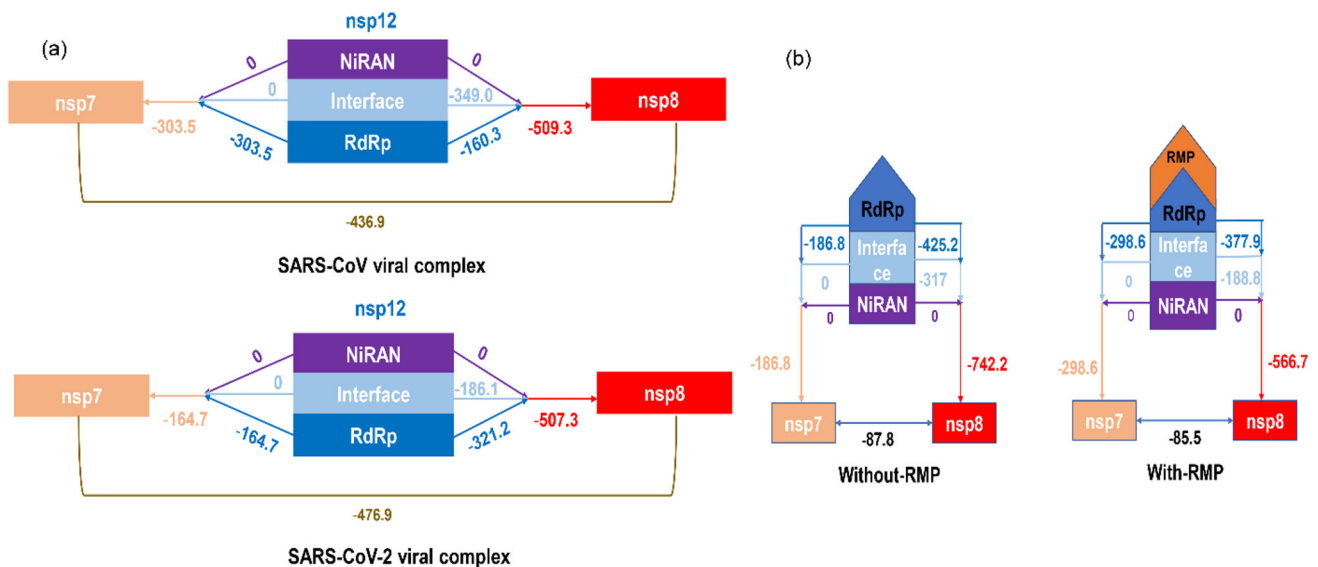 (a)
nsp12
NiRAN
Interface
RdRp
nsp7
nsp8
0
0
0
-349.0
-303.5
-303.5
-160.3
-509.3
-436.9
SARS-CoV viral complex
nsp12
NiRAN
Interface
RdRp
nsp7
nsp8
0
0
0
-186.1
-164.7
-164.7
-321.2
-507.3
-476.9
SARS-CoV-2 viral complex
(b)
RdRp
Interfa
ce
NiRAN
-186.8
-425.2
0
-317
0
0
-186.8
-742.2
nsp7
nsp8
-87.8
Without-RMP
RMP
RdRp
Interfa
ce
NiRAN
-298.6
-377.9
0
-188.8
0
0
-298.6
-566.7
nsp7
nsp8
-85.5
With-RMP